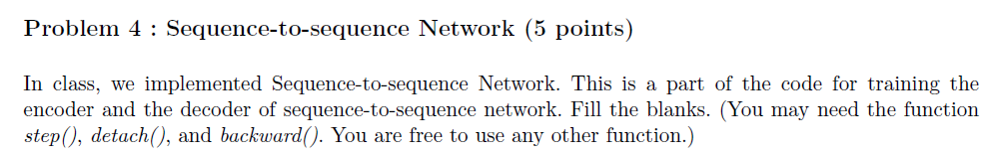 Problem 4 : Sequence-to-sequence Network (5 points)
In class, we implemented Sequence-to-sequence Network. This is a part of the code for training the
encoder and the decoder of sequence-to-sequence network. Fill the blanks. (You may need the function
step(), detach(), and backward(). You are free to use any other function.)